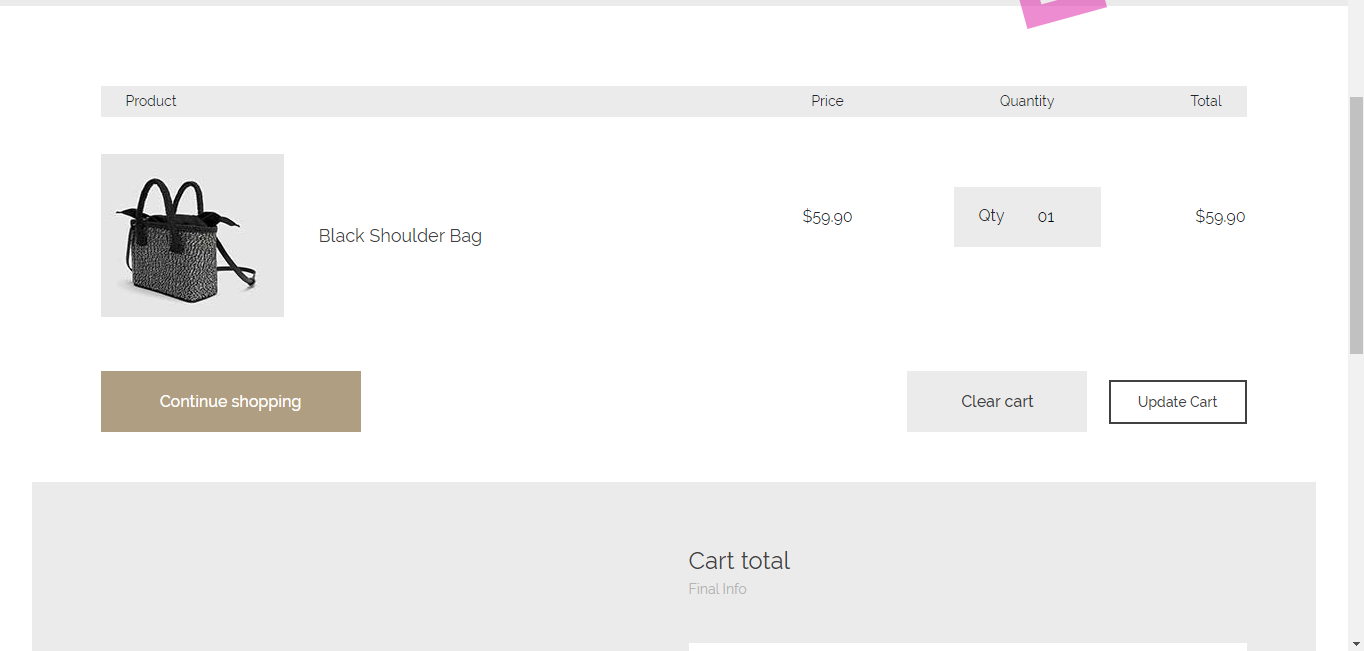 Product Price Quantity Total
Black Shoulder Bag $59.90 Qty 01 $59.90
Continue shopping Clear cart Update Cart
Cart total
Final Info